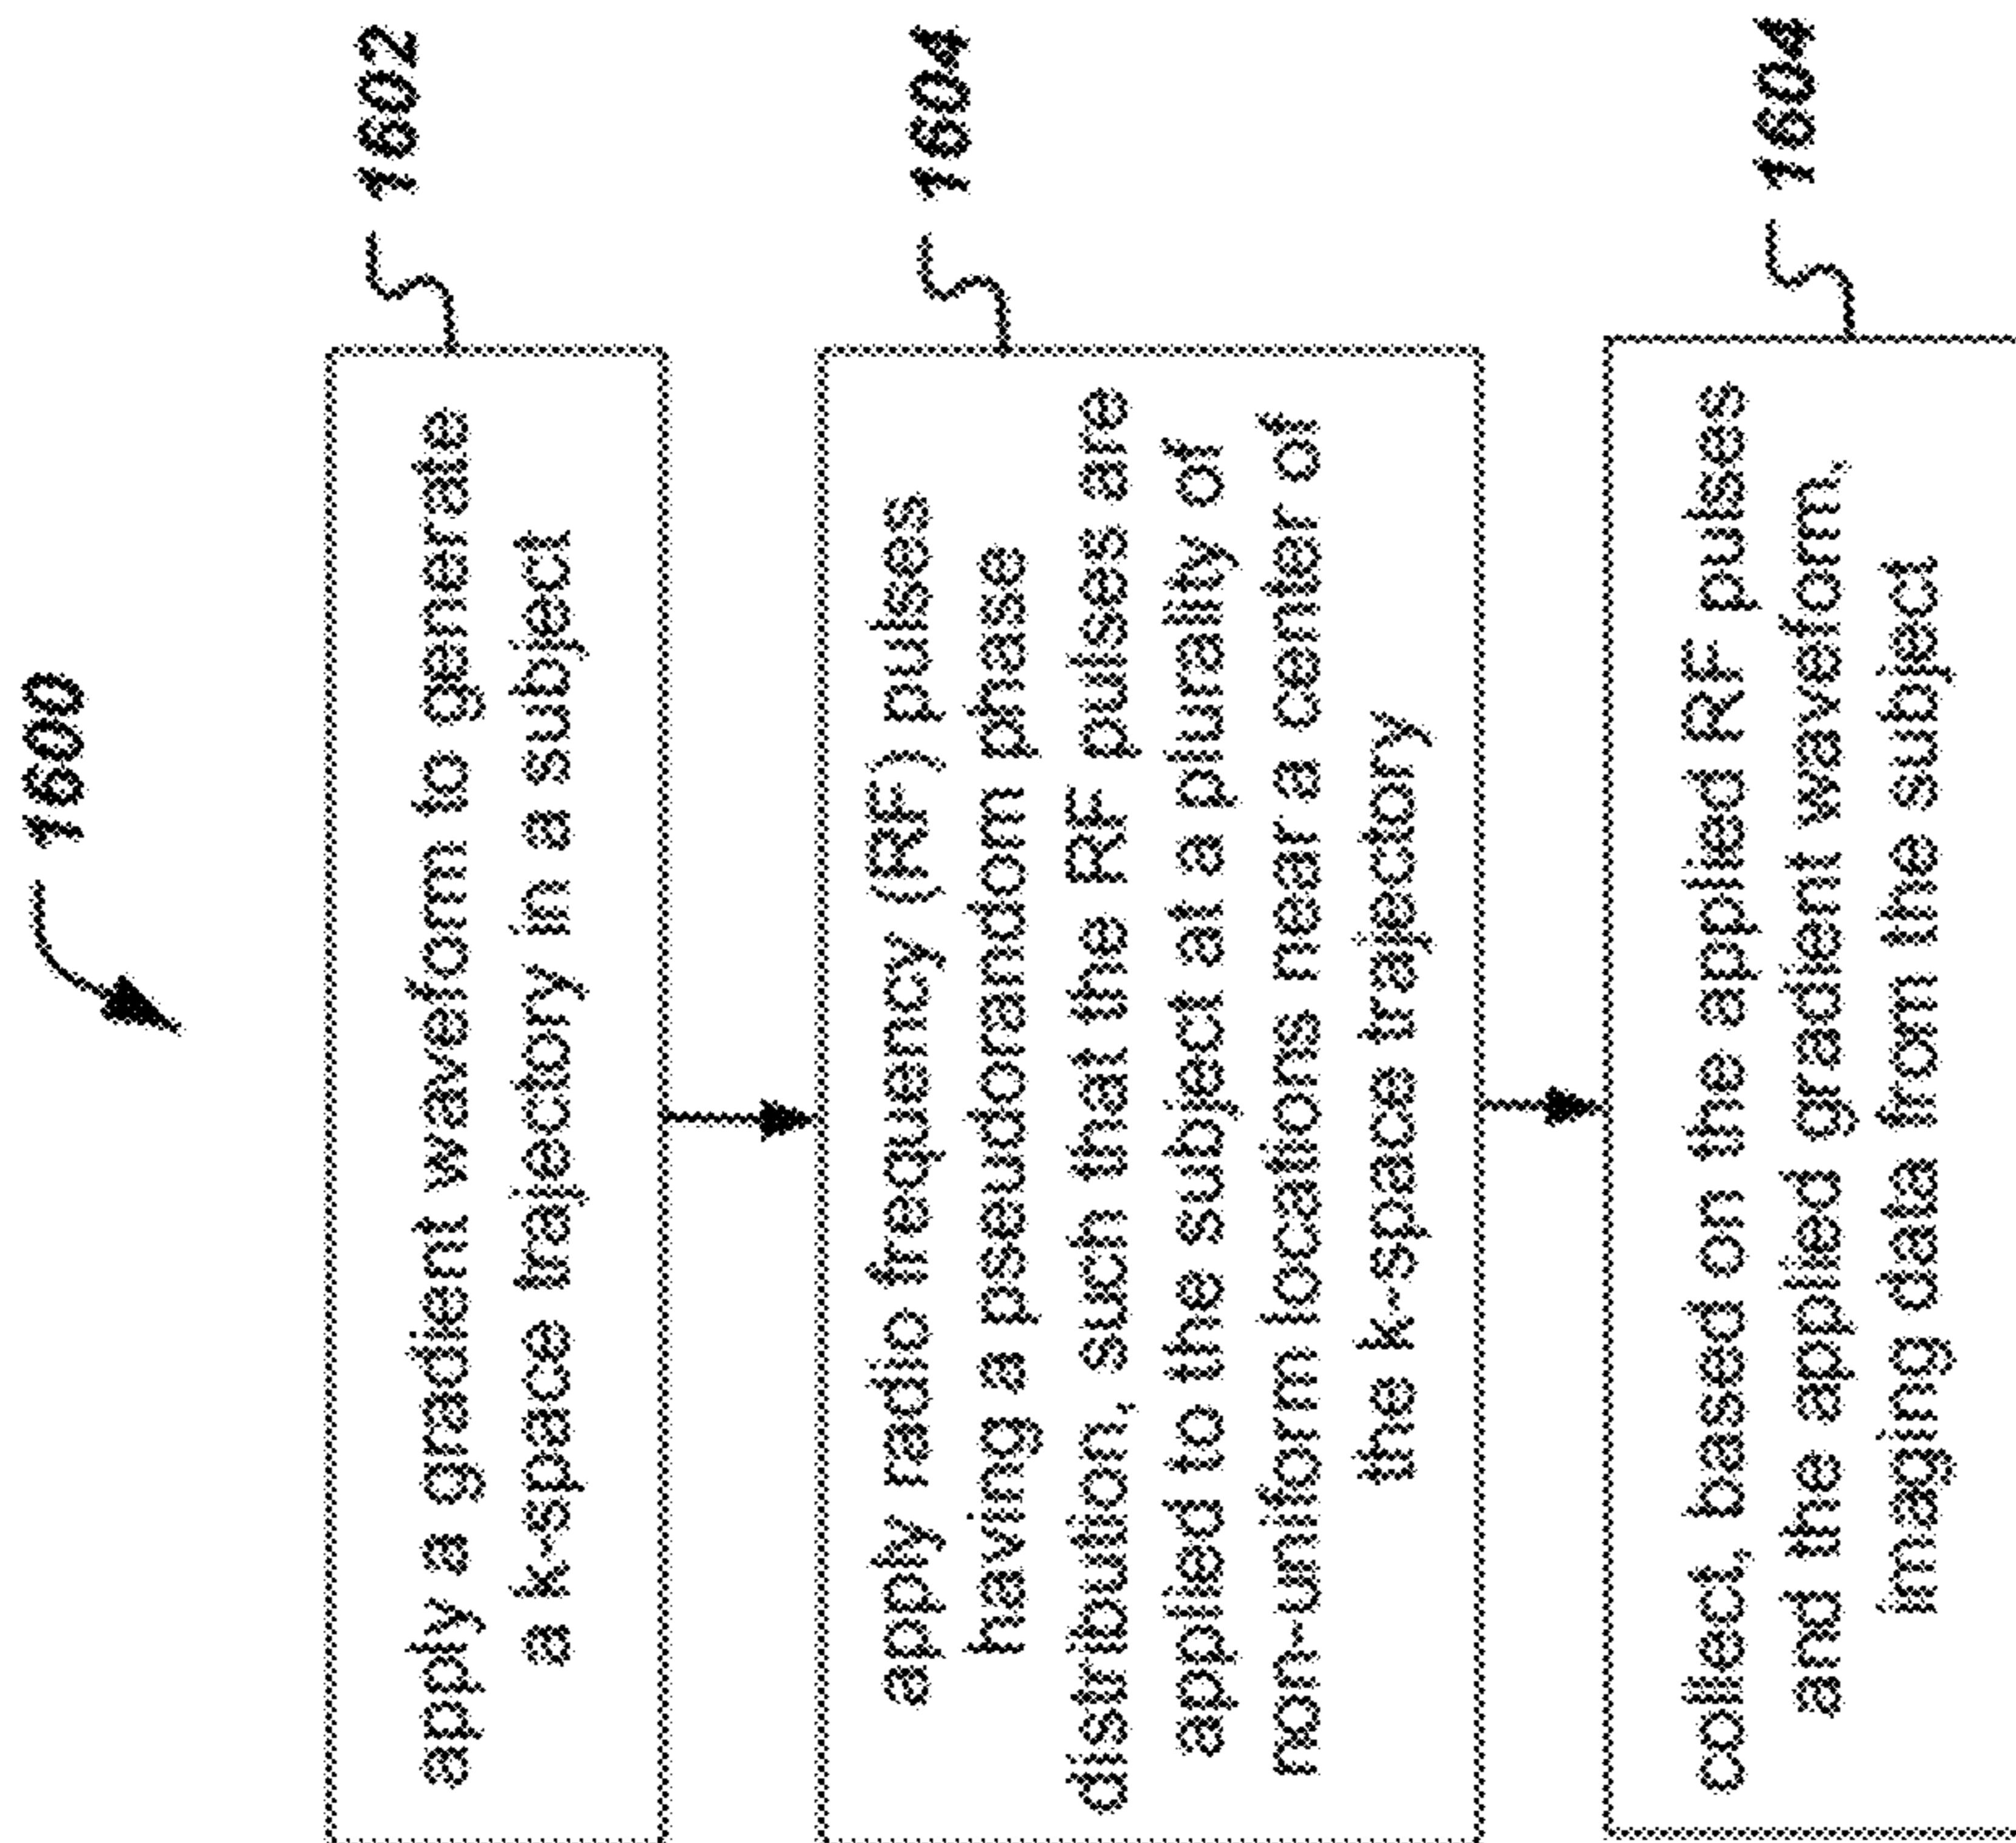 1600
apply a gradient waveform to generate
a k-space trajectory in a subject
1602
apply radio frequency (RF) pulses
having a pseudorandom phase
distribution, such that the RF pulses are
applied to the subject at a plurality of
non-uniform locations near a center of
the k-space trajectory
1604
collect, based on the applied RF pulses
and the applied gradient waveform,
imaging data from the subject
1604